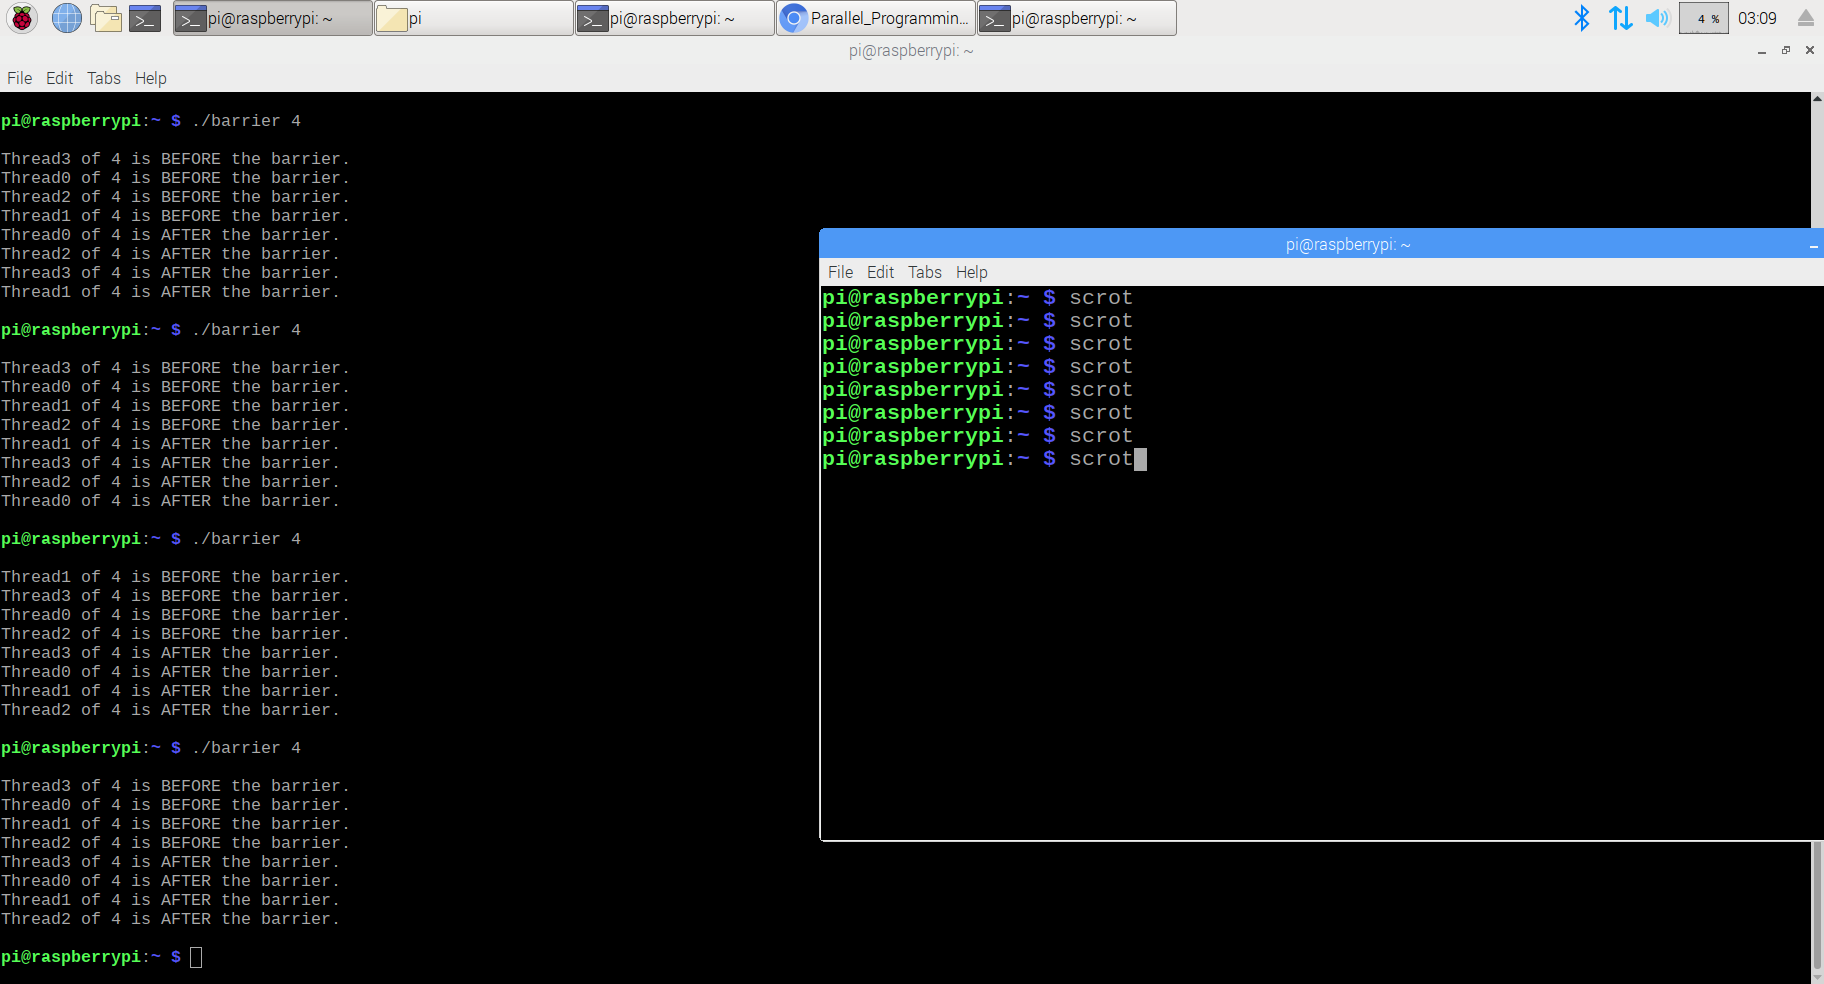 pi@raspberrypi: ~
pi
pi@raspberrypi: ~
Parallel_Programmin...
pi@raspberrypi: ~
4 %
03:09
pi@raspberrypi: ~
File Edit Tabs Help
pi@raspberrypi:~ $ ./barrier 4
Thread3 of 4 is BEFORE the barrier.
Thread0 of 4 is BEFORE the barrier.
Thread2 of 4 is BEFORE the barrier.
Thread1 of 4 is BEFORE the barrier.
Thread0 of 4 is AFTER the barrier.
Thread2 of 4 is AFTER the barrier.
Thread3 of 4 is AFTER the barrier.
Thread1 of 4 is AFTER the barrier.
pi@raspberrypi:~ $ ./barrier 4
Thread3 of 4 is BEFORE the barrier.
Thread0 of 4 is BEFORE the barrier.
Thread1 of 4 is BEFORE the barrier.
Thread2 of 4 is BEFORE the barrier.
Thread1 of 4 is AFTER the barrier.
Thread3 of 4 is AFTER the barrier.
Thread2 of 4 is AFTER the barrier.
Thread0 of 4 is AFTER the barrier.
pi@raspberrypi:~ $ ./barrier 4
Thread1 of 4 is BEFORE the barrier.
Thread3 of 4 is BEFORE the barrier.
Thread0 of 4 is BEFORE the barrier.
Thread2 of 4 is BEFORE the barrier.
Thread3 of 4 is AFTER the barrier.
Thread0 of 4 is AFTER the barrier.
Thread1 of 4 is AFTER the barrier.
Thread2 of 4 is AFTER the barrier.
pi@raspberrypi:~ $ ./barrier 4
Thread3 of 4 is BEFORE the barrier.
Thread0 of 4 is BEFORE the barrier.
Thread1 of 4 is BEFORE the barrier.
Thread2 of 4 is BEFORE the barrier.
Thread3 of 4 is AFTER the barrier.
Thread0 of 4 is AFTER the barrier.
Thread1 of 4 is AFTER the barrier.
Thread2 of 4 is AFTER the barrier.
pi@raspberrypi:~ $
pi@raspberrypi: ~
File Edit Tabs Help
pi@raspberrypi:~ $ scrot
pi@raspberrypi:~ $ scrot
pi@raspberrypi:~ $ scrot
pi@raspberrypi:~ $ scrot
pi@raspberrypi:~ $ scrot
pi@raspberrypi:~ $ scrot
pi@raspberrypi:~ $ scrot
pi@raspberrypi:~ $ scrot